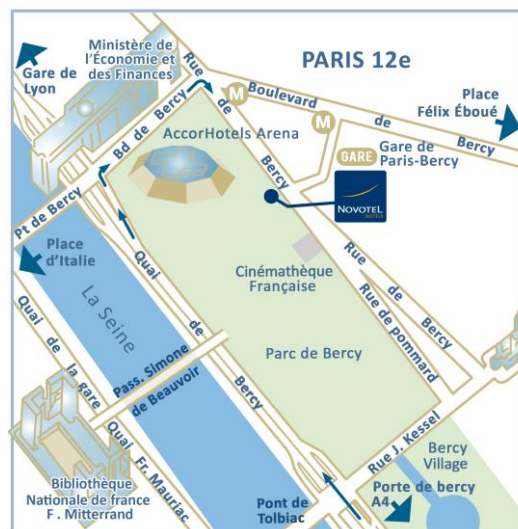 Ministère de
l'Économie et
des Finances
Gare de
Lyon
Rue de Bercy
PARIS 12e
Boulevard de Bercy
Place
Félix Éboué
M
M
Bd de Bercy
AccorHotels Arena
GARE
Gare de
Paris-Bercy
NOVOTEL
HOTELS
Pt de Bercy
Place
d'Italie
La Seine
Quai de Bercy
Cinémathèque
Française
Rue de Bercy
Rue de pommard
Parc de Bercy
Quai de la gare
Pass. Simone
de Beauvoir
Rue J. Kessel
Bercy
Village
Quai Fr. Mauriac
Bibliothèque
Nationale de france
F . Mitterrand
Pont de
Tolbiac
Porte de bercy
A4